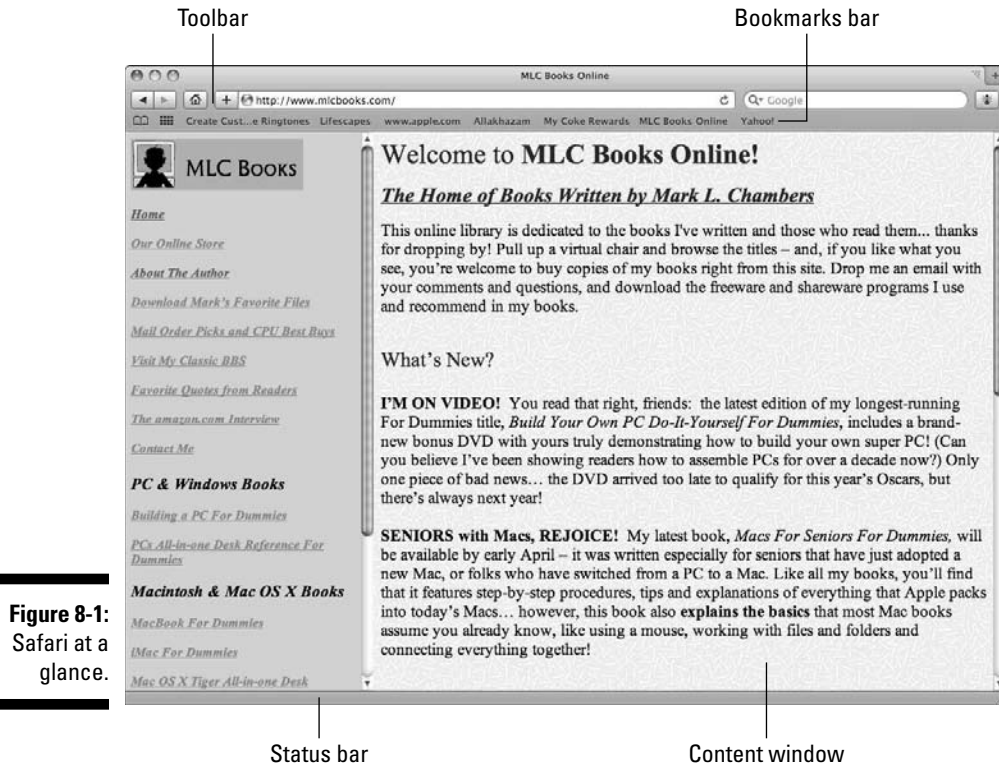 Toolbar
Bookmarks bar
MLC Books Online
http://www.mlcbooks.com/
Google
Create Cust...e Ringtones Lifescapes www.apple.com Allakhazam My Coke Rewards MLC Books Online Yahoo!
MLC BOOKS
Home
Our Online Store
About The Author
Download Mark's Favorite Files
Mail Order Picks and CPU Best Buys
Visit My Classic BBS
Favorite Quotes from Readers
The amazon.com Interview
Contact Me
PC & Windows Books
Building a PC For Dummies
PCs All-in-one Desk Reference For
Dummies
Macintosh & Mac OS X Books
MacBook For Dummies
iMac For Dummies
Mac OS X Tiger All-in-one Desk
Welcome to MLC Books Online!
The Home of Books Written by Mark L. Chambers
This online library is dedicated to the books I've written and those who read them... thanks
for dropping by! Pull up a virtual chair and browse the titles – and, if you like what you
see, you're welcome to buy copies of my books right from this site. Drop me an email with
your comments and questions, and download the freeware and shareware programs I use
and recommend in my books.
What's New?
I'M ON VIDEO! You read that right, friends: the latest edition of my longest-running
For Dummies title, Build Your Own PC Do-It-Yourself For Dummies, includes a brand-
new bonus DVD with yours truly demonstrating how to build your own super PC! (Can
you believe I've been showing readers how to assemble PCs for over a decade now?) Only
one piece of bad news… the DVD arrived too late to qualify for this year's Oscars, but
there's always next year!
SENIORS with Macs, REJOICE! My latest book, Macs For Seniors For Dummies, will
be available by early April – it was written especially for seniors that have just adopted a
new Mac, or folks who have switched from a PC to a Mac. Like all my books, you'll find
that it features step-by-step procedures, tips and explanations of everything that Apple packs
into today's Macs… however, this book also explains the basics that most Mac books
assume you already know, like using a mouse, working with files and folders and
connecting everything together!
Figure 8-1:
Safari at a
glance.
Status bar
Content window